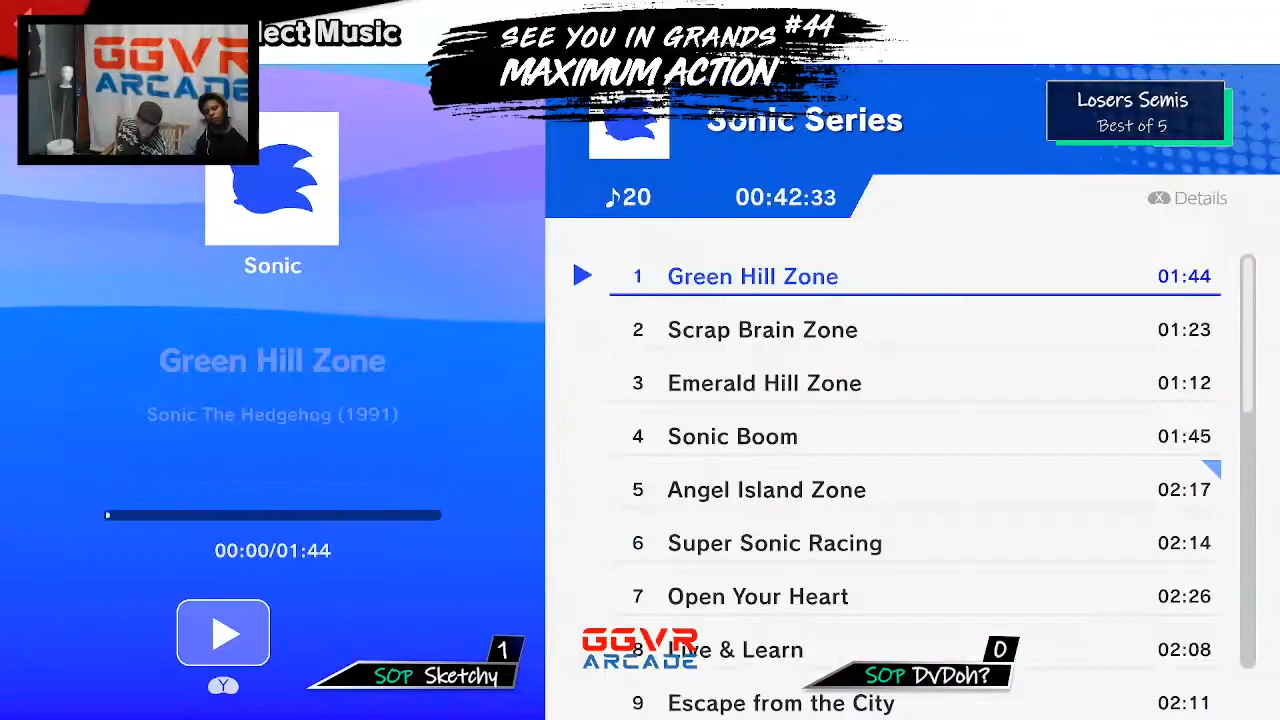 lect Music
GGVR
ARCADE
SEE YOU IN GRANDS #44
MAXIMUM ACTION
Losers Semis
Best of 5
Sonic Series
♪20 00:42:33
X Details
Sonic
Green Hill Zone
Sonic The Hedgehog (1991)
00:00/01:44
Y
1 Green Hill Zone 01:44
2 Scrap Brain Zone 01:23
3 Emerald Hill Zone 01:12
4 Sonic Boom 01:45
5 Angel Island Zone 02:17
6 Super Sonic Racing 02:14
7 Open Your Heart 02:26
8 Live & Learn 02:08
9 Escape from the City 02:11
GGVR
ARCADE
1
SOP Sketchy
0
SOP DVDoh?